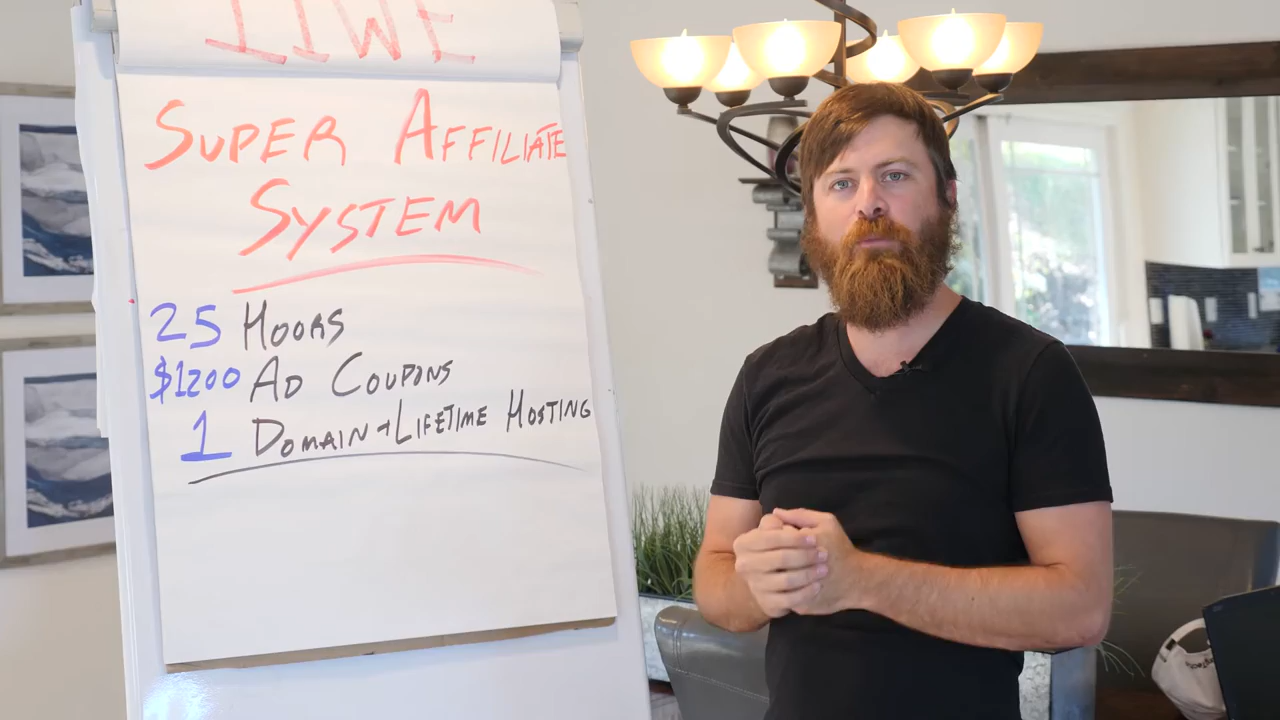 SUPER AFFILIATE
SYSTEM
25 HOURS
$1200 AD COUPONS
1 DOMAIN + LIFETIME HOSTING